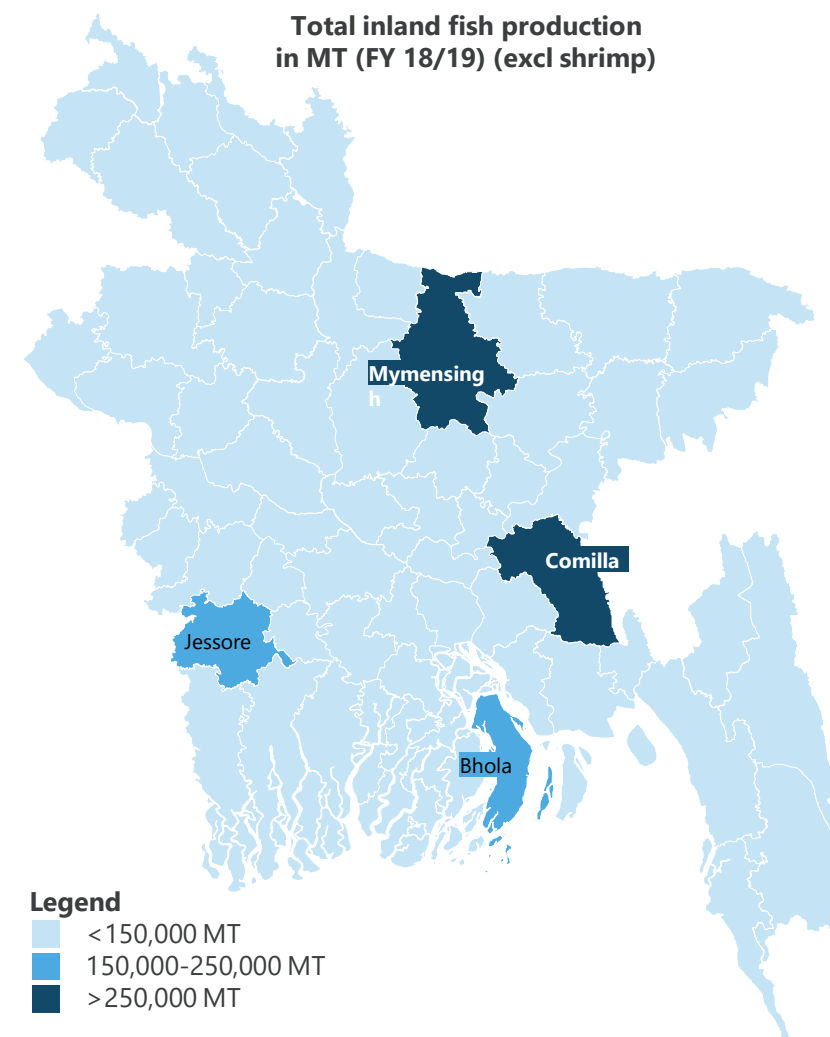 Total inland fish production
in MT (FY 18/19) (excl shrimp)
Mymensing
h
Comilla
Jessore
Bhola
Legend
<150,000 MT
150,000-250,000 MT
>250,000 MT